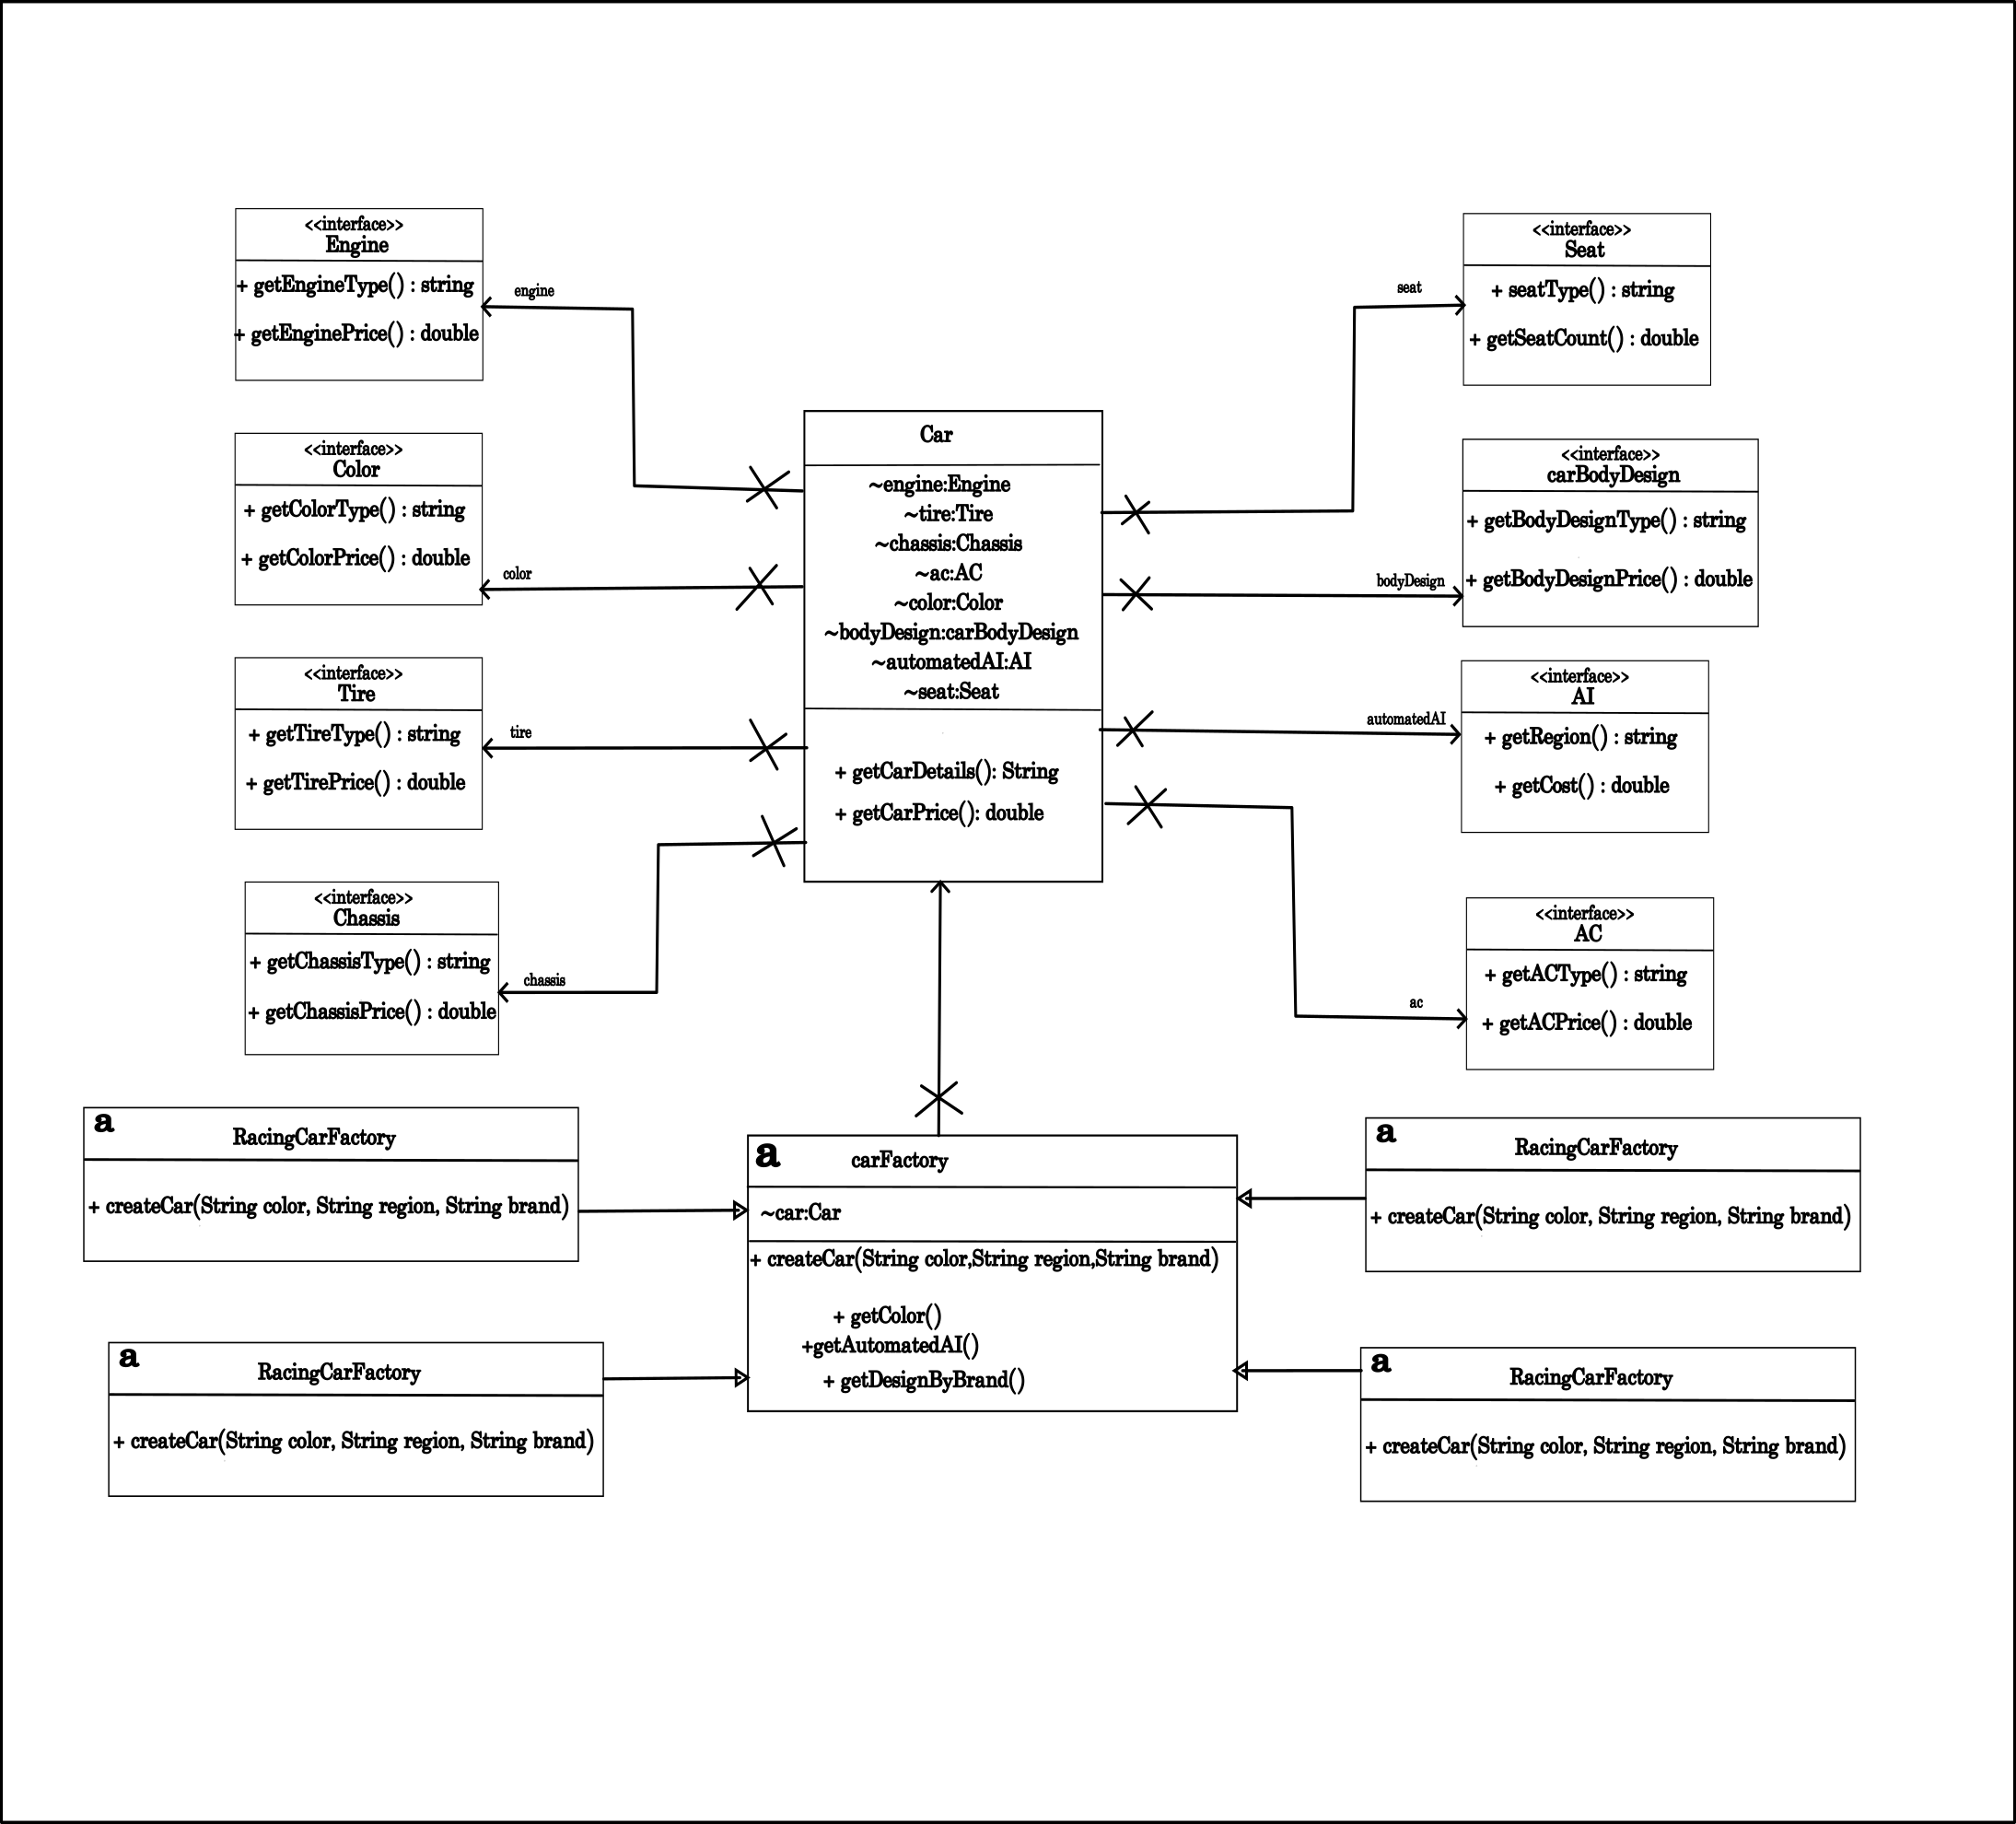 <<interface>>
Engine
+ getEngineType() : string
+ getEnginePrice() : double
engine
<<interface>>
Seat
+ seatType() : string
+ getSeatCount() : double
seat
<<interface>>
Color
+ getColorType() : string
+ getColorPrice() : double
color
Car
~engine:Engine
~tire:Tire
~chassis:Chassis
~ac:AC
~color:Color
~bodyDesign:carBodyDesign
~automatedAI:AI
~seat:Seat
+ getCarDetails(): String
+ getCarPrice(): double
<<interface>>
carBodyDesign
+ getBodyDesignType() : string
+ getBodyDesignPrice() : double
bodyDesign
<<interface>>
Tire
+ getTireType() : string
+ getTirePrice() : double
tire
<<interface>>
AI
+ getRegion() : string
+ getCost() : double
automatedAI
<<interface>>
Chassis
+ getChassisType() : string
+ getChassisPrice() : double
chassis
<<interface>>
AC
+ getACType() : string
+ getACPrice() : double
ac
a
RacingCarFactory
+ createCar(String color, String region, String brand)
a
carFactory
~car:Car
+ createCar(String color,String region,String brand)
+ getColor()
+getAutomatedAI()
+ getDesignByBrand()
a
RacingCarFactory
+ createCar(String color, String region, String brand)
a
RacingCarFactory
+ createCar(String color, String region, String brand)
a
RacingCarFactory
+ createCar(String color, String region, String brand)